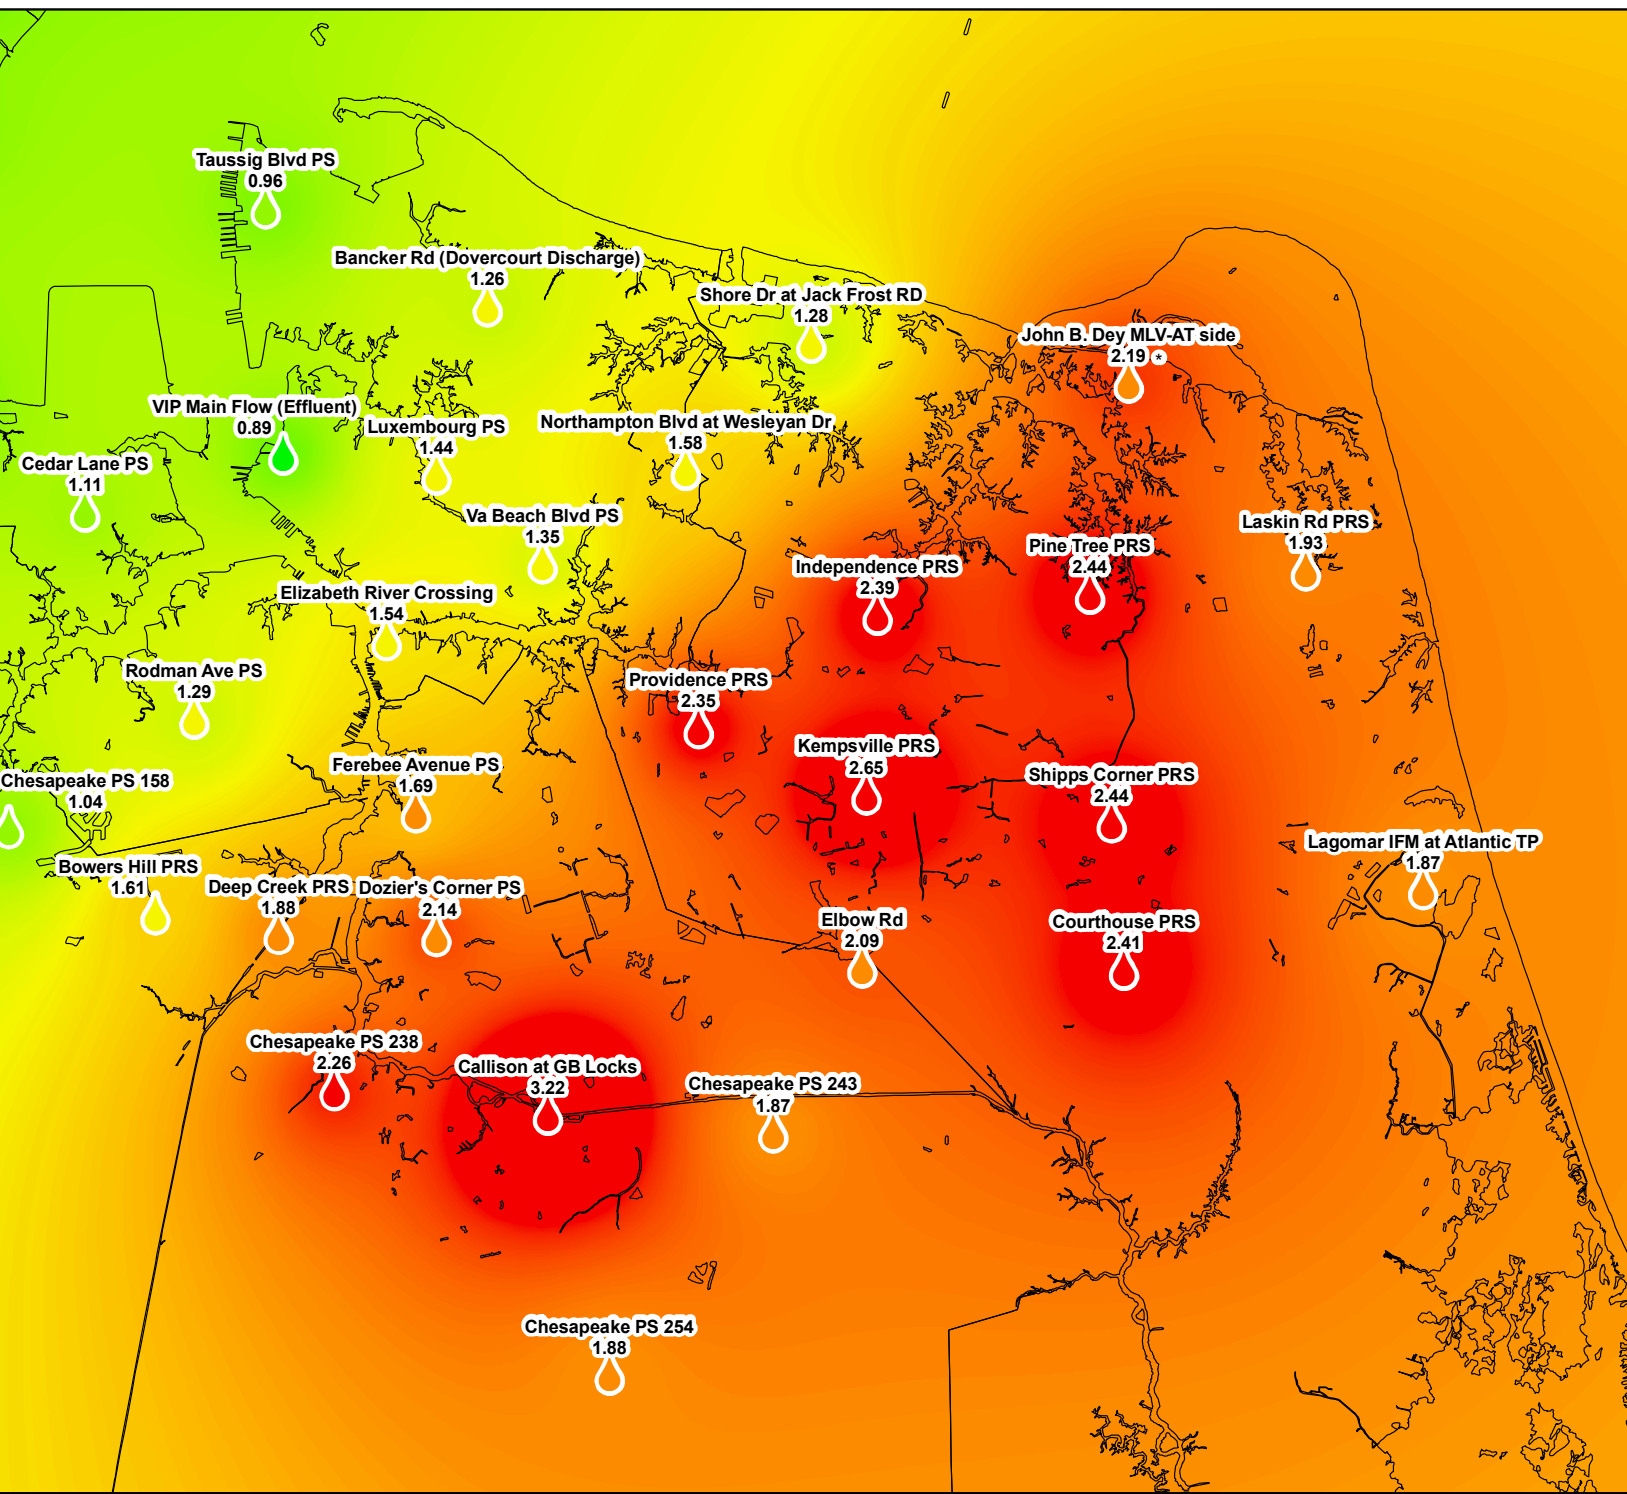 Taussig Blvd PS
0.96
Bancker Rd (Dovercourt Discharge)
1.26
Shore Dr at Jack Frost RD
1.28
John B. Dey MLV-AT side
2.19 *
VIP Main Flow (Effluent)
0.89
Luxembourg PS
1.44
Northampton Blvd at Wesleyan Dr
1.58
Cedar Lane PS
1.11
Va Beach Blvd PS
1.35
Laskin Rd PRS
1.93
Pine Tree PRS
2.44
Independence PRS
2.39
Elizabeth River Crossing
1.54
Rodman Ave PS
1.29
Providence PRS
2.35
Kempsville PRS
2.65
Ferebee Avenue PS
1.69
Shipps Corner PRS
2.44
Chesapeake PS 158
1.04
Lagomar IFM at Atlantic TP
1.87
Bowers Hill PRS
1.61
Deep Creek PRS
1.88
Dozier's Corner PS
2.14
Elbow Rd
2.09
Courthouse PRS
2.41
Chesapeake PS 238
2.26
Callison at GB Locks
3.22
Chesapeake PS 243
1.87
Chesapeake PS 254
1.88